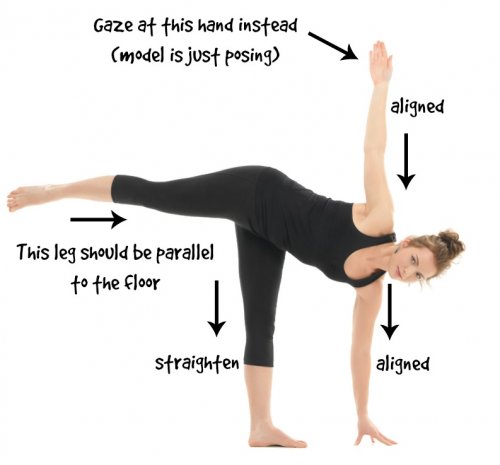 Gaze at this hand instead
(model is just posing)
aligned
This leg should be parallel
to the floor
straighten
aligned